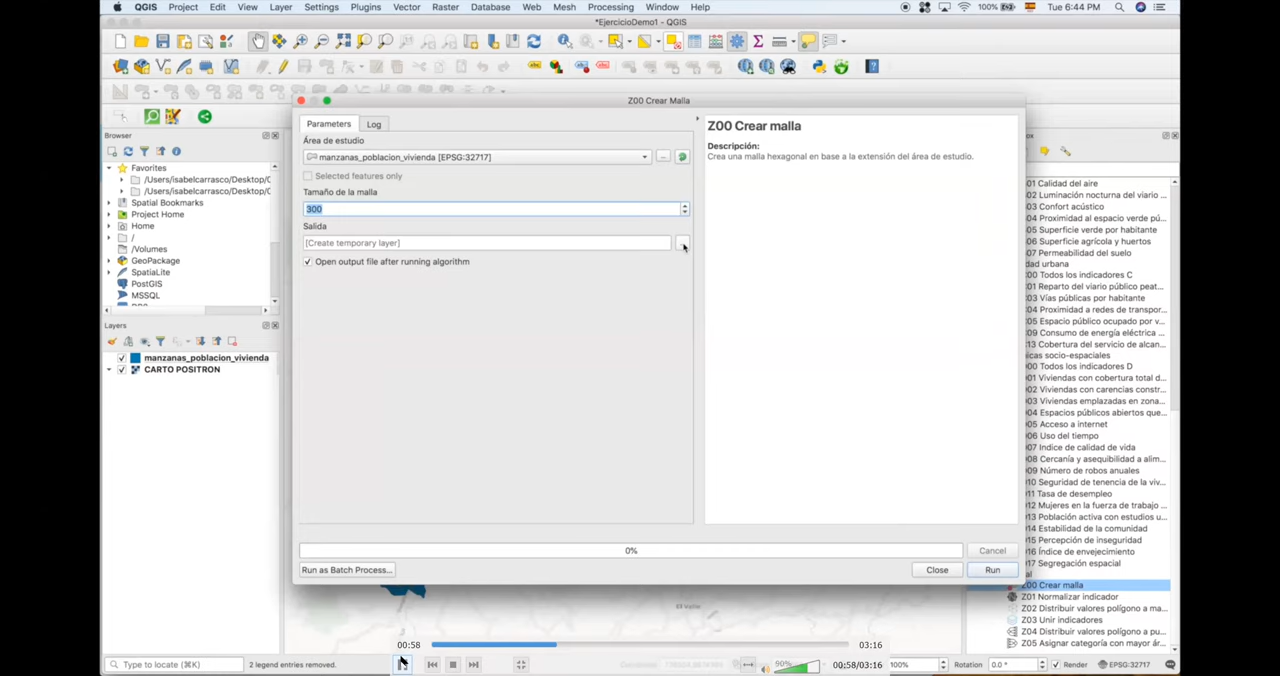 QGIS Project Edit View Layer Settings Plugins Vector Raster Database Web Mesh Processing Window Help 100% Tue 6:44 PM
*EjercicioDemo1 - QGIS
Z00 Crear Malla
Parameters Log
Área de estudio
manzanas_poblacion_vivienda [EPSG:32717]
Selected features only
Tamaño de la malla
300
Salida
[Create temporary layer]
Open output file after running algorithm
Z00 Crear malla
Descripción:
Crea una malla hexagonal en base a la extensión del área de estudio.
0%
Cancel
Run as Batch Process...
Close
Run
Browser
Favorites
/Users/isabelcarrasco/Desktop/C
/Users/isabelcarrasco/Desktop/C
Spatial Bookmarks
Project Home
Home
/
/Volumes
GeoPackage
SpatiaLite
PostGIS
MSSQL
Layers
manzanas_poblacion_vivienda
CARTO POSITRON
ox
01 Calidad del aire
02 Luminación nocturna del viario ...
03 Confort acústico
04 Proximidad al espacio verde pú...
05 Superficie verde por habitante
06 Superficie agrícola y huertos
07 Permeabilidad del suelo
dad urbana
00 Todos los indicadores C
01 Reparto del viario público peat...
03 Vías públicas por habitante
04 Proximidad a redes de transpor...
05 Espacio público ocupado por v...
09 Consumo de energía eléctrica ...
13 Cobertura del servicio de alcan...
icas socio-espaciales
00 Todos los indicadores D
01 Viviendas con cobertura total d...
02 Viviendas con carencias constr...
03 Viviendas emplazadas en zona...
04 Espacios públicos abiertos que...
05 Acceso a internet
06 Uso del tiempo
07 Indice de calidad de vida
08 Cercanía y asequibilidad a alim...
09 Número de robos anuales
10 Seguridad de tenencia de la viv...
11 Tasa de desempleo
12 Mujeres en la fuerza de trabajo ...
13 Población activa con estudios u...
14 Estabilidad de la comunidad
15 Percepción de inseguridad
16 Índice de envejecimiento
17 Segregación espacial
al
Z00 Crear malla
Z01 Normalizar indicador
Z02 Distribuir valores polígono a ma...
Z03 Unir indicadores
Z04 Distribuir valores polígono a pu...
Z05 Asignar categoría con mayor ár...
00:58
03:16
Type to locate (⌘K)
2 legend entries removed.
90%
00:58/03:16
100%
Rotation 0.0 °
Render
EPSG:32717